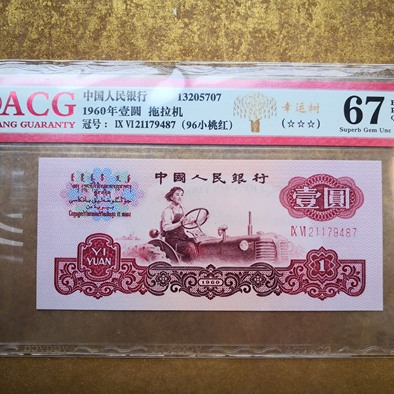 ACG
ANG GUARANTY
中国人民银行 13205707
1960年壹圆 拖拉机
冠号： IX VI 21179487 (96小桃红)
幸运树
(☆☆☆)
67
Superb Gem Unc
中國人民銀行
壹圓
IX VI 21179487
YI
YUAN
1960
1